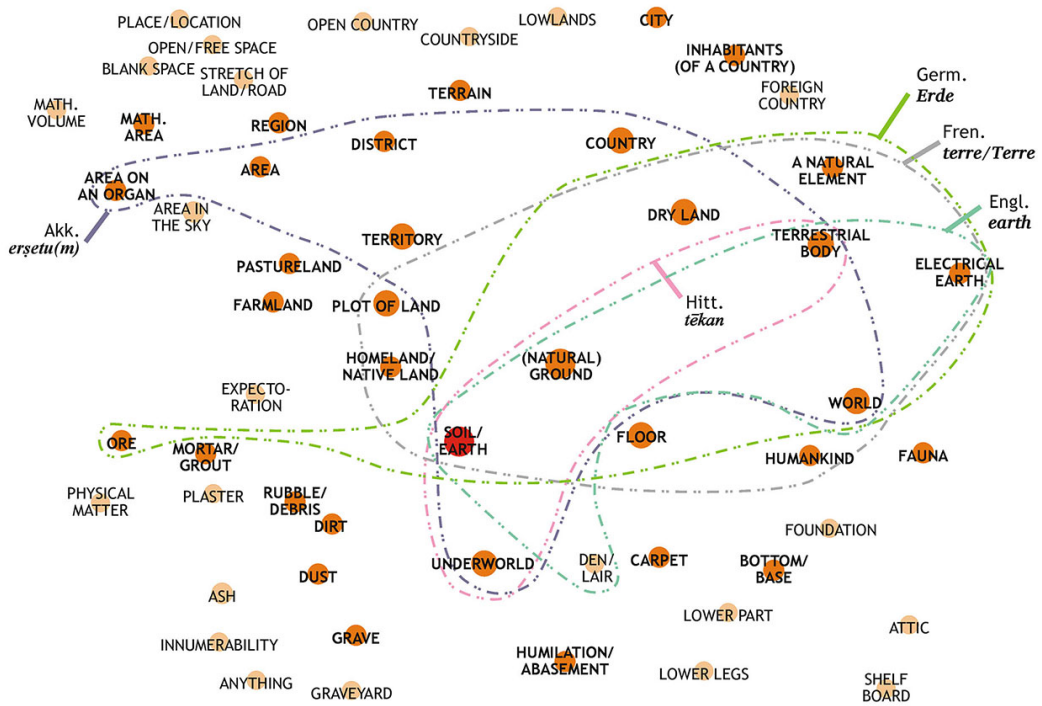 PLACE/LOCATION
OPEN COUNTRY
LOWLANDS
CITY
OPEN/FREE SPACE
COUNTRYSIDE
INHABITANTS
(OF A COUNTRY)
BLANK SPACE
STRETCH OF
LAND/ROAD
TERRAIN
FOREIGN
COUNTRY
Germ.
Erde
MATH.
VOLUME
MATH.
AREA
REGION
DISTRICT
COUNTRY
Fren.
terre/Terre
AREA
A NATURAL
ELEMENT
AREA ON
AN ORGAN
AREA IN
THE SKY
DRY LAND
Engl.
earth
Akk.
erṣetu(m)
TERRITORY
TERRESTRIAL
BODY
PASTURELAND
ELECTRICAL
EARTH
FARMLAND
PLOT OF LAND
Hitt.
tēkan
HOMELAND/
NATIVE LAND
(NATURAL)
GROUND
EXPECTO-
RATION
WORLD
ORE
MORTAR/
GROUT
SOIL/
EARTH
FLOOR
HUMANKIND
FAUNA
PHYSICAL
MATTER
PLASTER
RUBBLE/
DEBRIS
DIRT
FOUNDATION
DUST
UNDERWORLD
DEN/
LAIR
CARPET
BOTTOM/
BASE
ASH
LOWER PART
ATTIC
INNUMERABILITY
GRAVE
HUMILATION/
ABASEMENT
LOWER LEGS
ANYTHING
GRAVEYARD
SHELF
BOARD